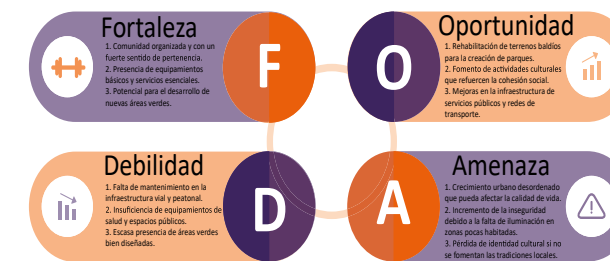 Fortaleza
1. Comunidad organizada y con un
fuerte sentido de pertenencia.
2. Presencia de equipamientos
básicos y servicios esenciales.
3. Potencial para el desarrollo de
nuevas áreas verdes.
F
O
Oportunidad
1. Rehabilitación de terrenos baldíos
para la creación de parques.
2. Fomento de actividades culturales
que refuercen la cohesión social.
3. Mejoras en la infraestructura de
servicios públicos y redes de
transporte.
Debilidad
1. Falta de mantenimiento en la
infraestructura vial y peatonal.
2. Insuficiencia de equipamientos de
salud y espacios públicos.
3. Escasa presencia de áreas verdes
bien diseñadas.
D
A
Amenaza
1. Crecimiento urbano desordenado
que pueda afectar la calidad de vida.
2. Incremento de la inseguridad
debido a la falta de iluminación en
zonas poco habitadas.
3. Pérdida de identidad cultural si no
se fomentan las tradiciones locales.